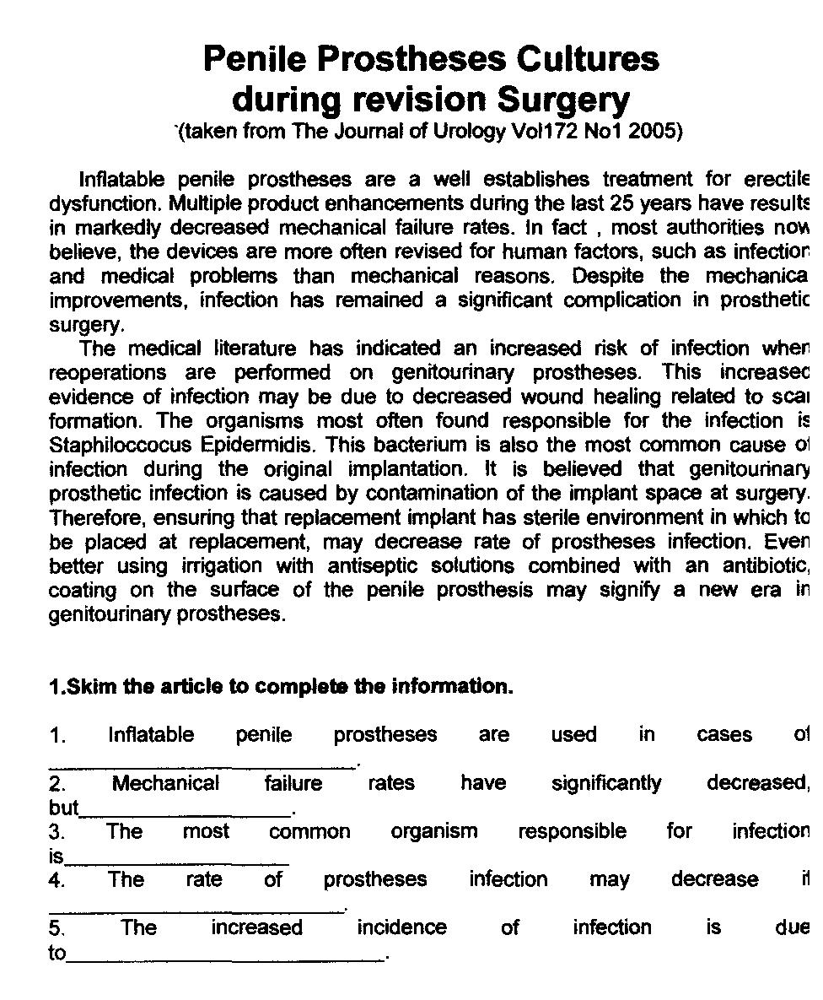 Penile Prostheses Cultures
during revision Surgery
(taken from The Journal of Urology Vol172 No1 2005)
Inflatable penile prostheses are a well establishes treatment for erectile
dysfunction. Multiple product enhancements during the last 25 years have results
in markedly decreased mechanical failure rates. In fact , most authorities now
believe, the devices are more often revised for human factors, such as infection
and medical problems than mechanical reasons. Despite the mechanical
improvements, infection has remained a significant complication in prosthetic
surgery.
The medical literature has indicated an increased risk of infection when
reoperations are performed on genitourinary prostheses. This increased
evidence of infection may be due to decreased wound healing related to scar
formation. The organisms most often found responsible for the infection is
Staphiloccocus Epidermidis. This bacterium is also the most common cause of
infection during the original implantation. It is believed that genitourinary
prosthetic infection is caused by contamination of the implant space at surgery.
Therefore, ensuring that replacement implant has sterile environment in which to
be placed at replacement, may decrease rate of prostheses infection. Even
better using irrigation with antiseptic solutions combined with an antibiotic,
coating on the surface of the penile prosthesis may signify a new era in
genitourinary prostheses.
1.Skim the article to complete the information.
1. Inflatable penile prostheses are used in cases of
____________________________.
2. Mechanical failure rates have significantly decreased,
but____________________.
3. The most common organism responsible for infection
is_____________________
4. The rate of prostheses infection may decrease if
___________________________.
5. The increased incidence of infection is due
to_____________________________.